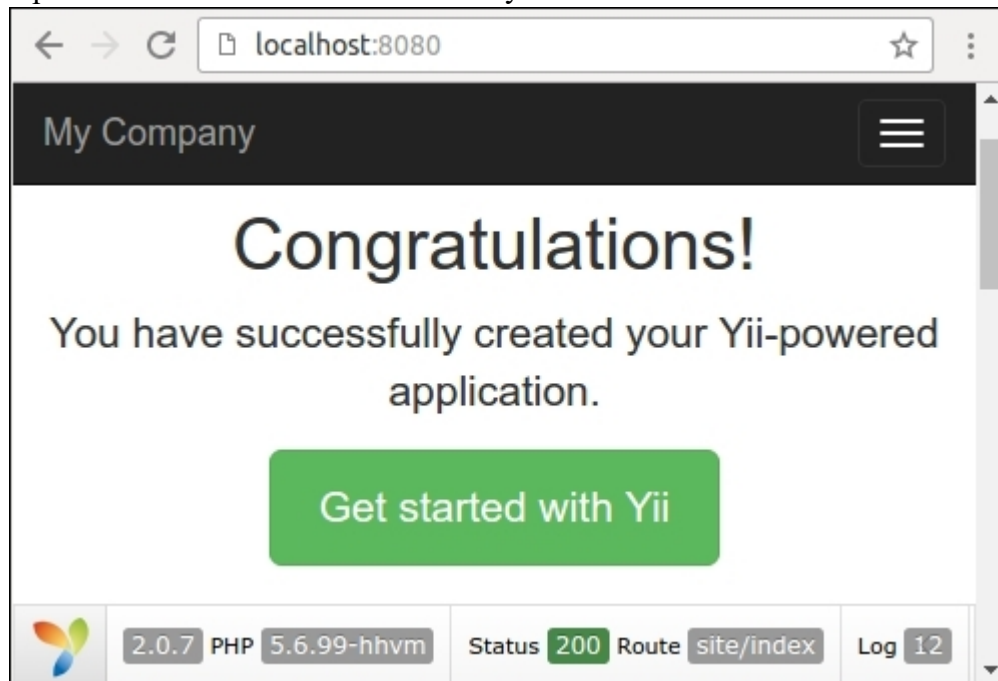 localhost:8080
My Company
Congratulations!
You have successfully created your Yii-powered
application.
Get started with Yii
2.0.7 PHP 5.6.99-hhvm Status 200 Route site/index Log 12